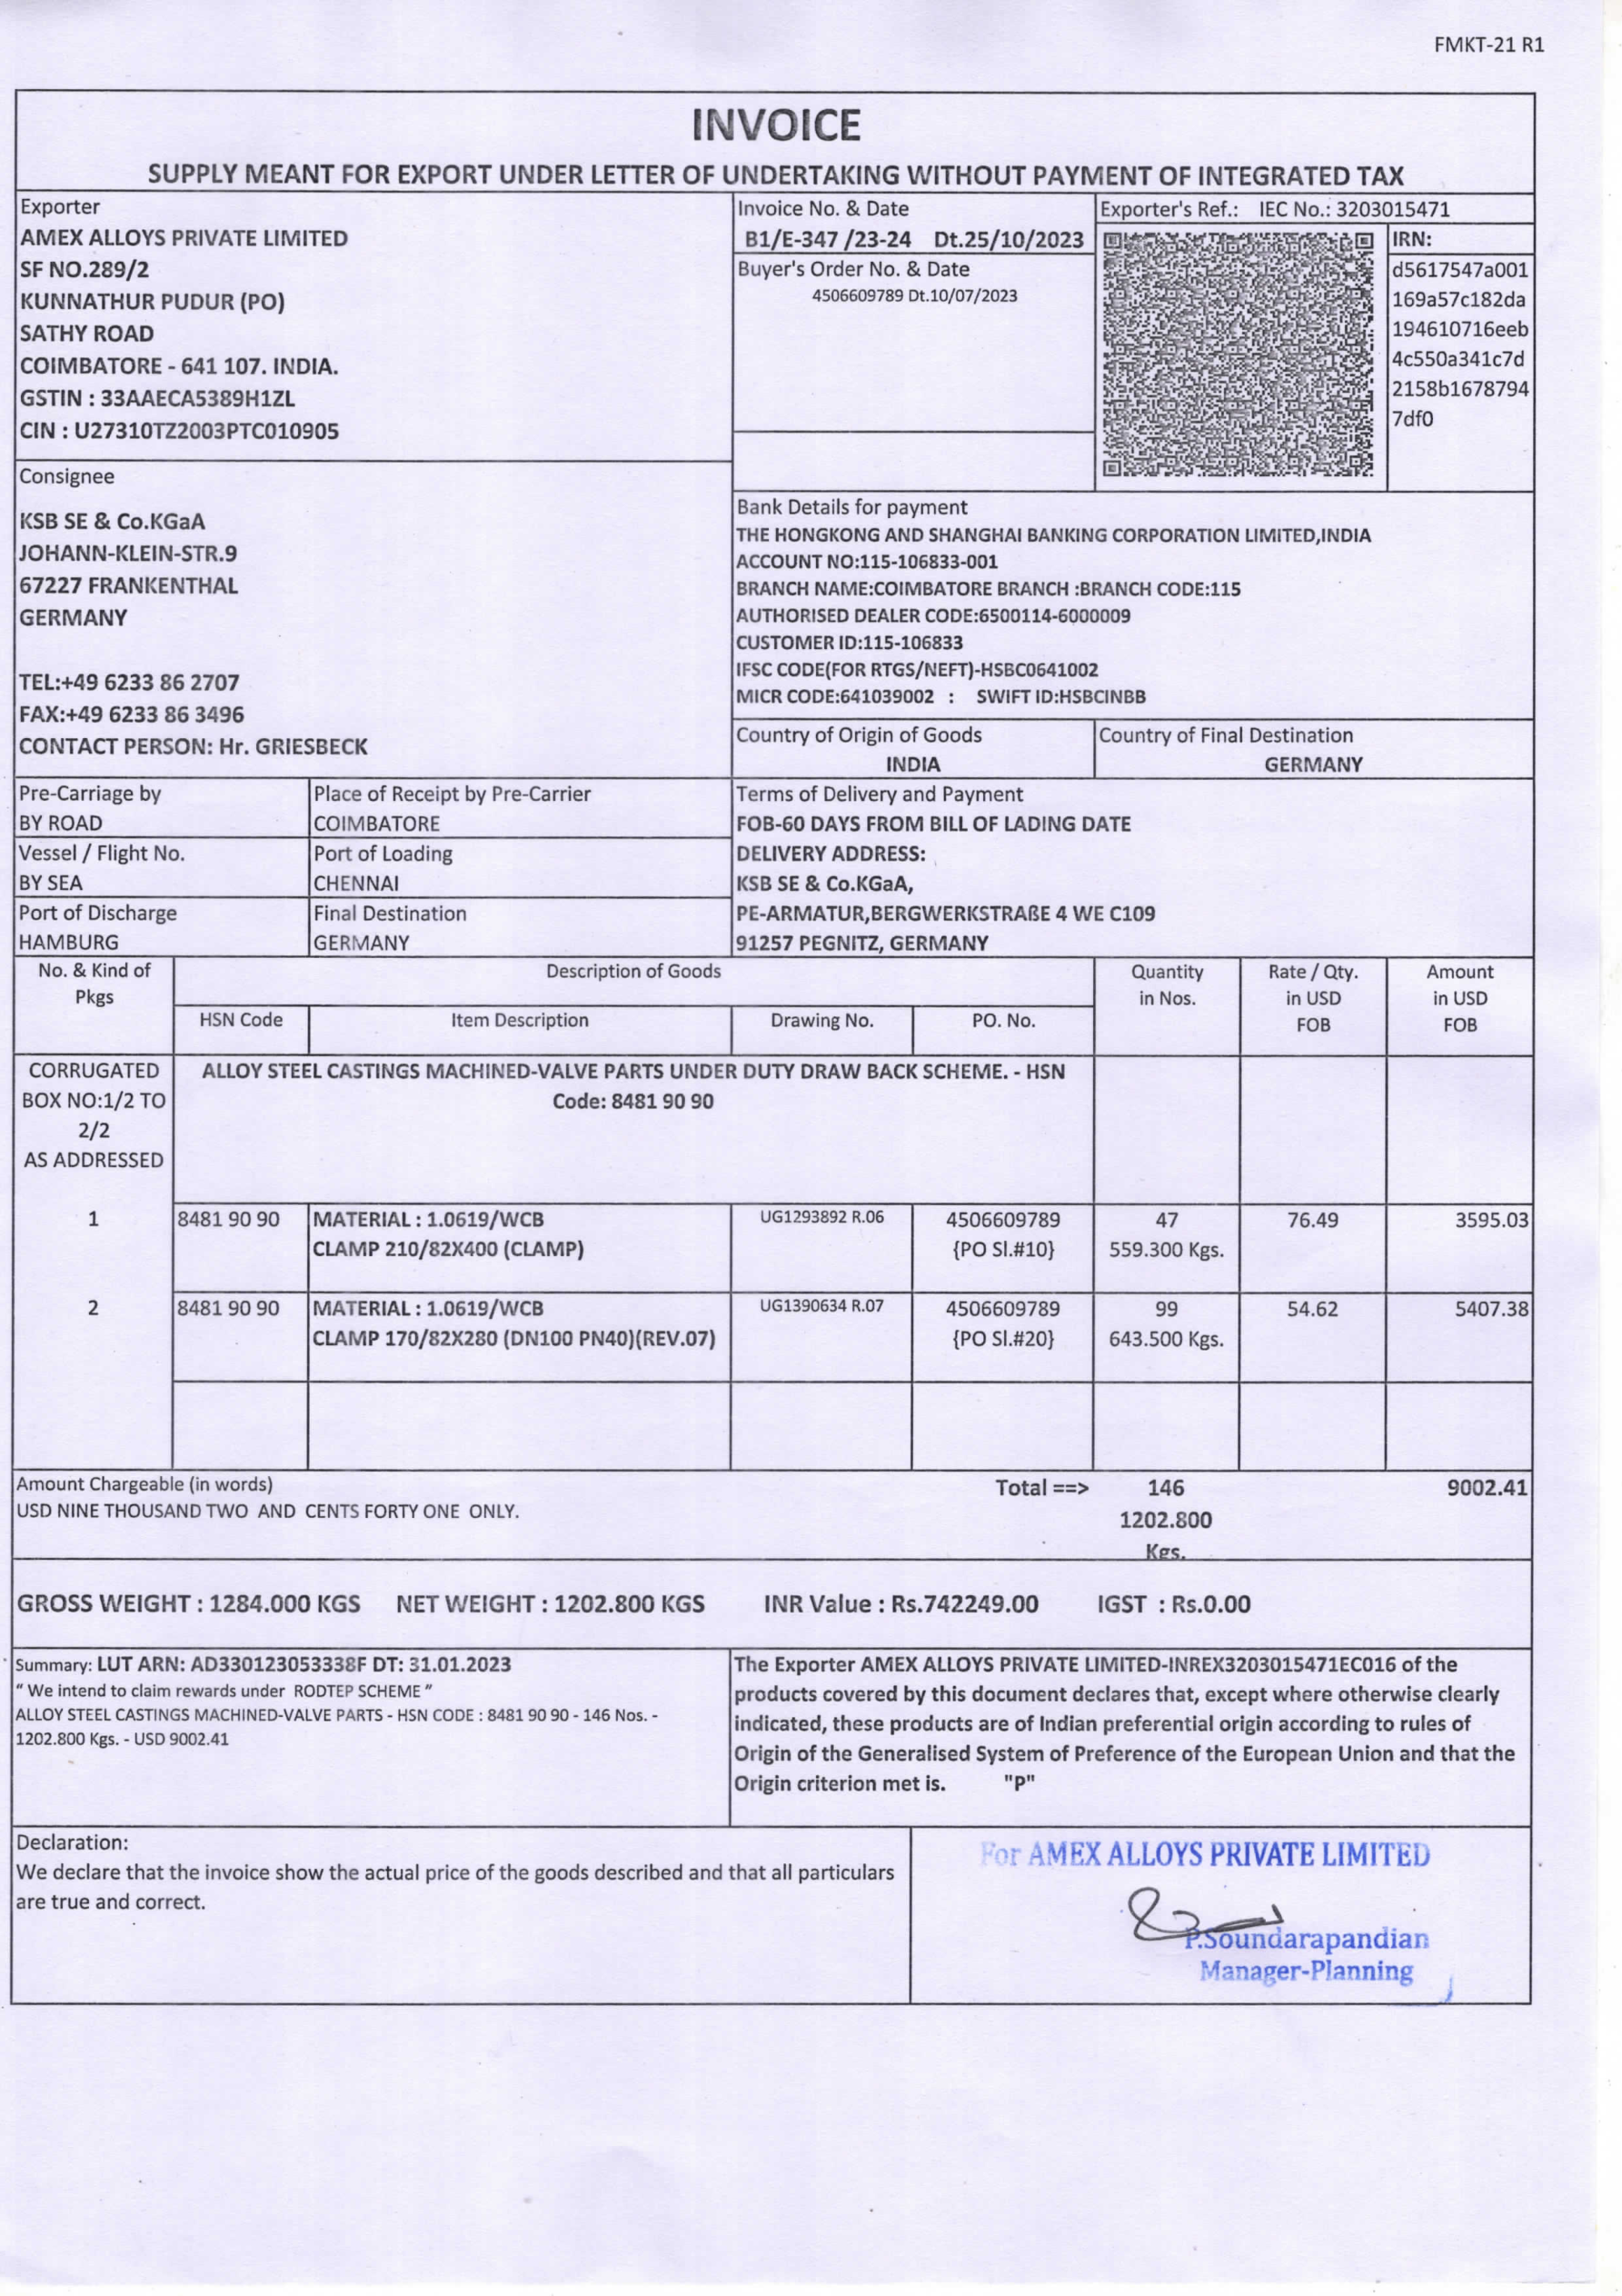 FMKT-21 R1
INVOICE
SUPPLY MEANT FOR EXPORT UNDER LETTER OF UNDERTAKING WITHOUT PAYMENT OF INTEGRATED TAX
Exporter
AMEX ALLOYS PRIVATE LIMITED
SF NO.289/2
KUNNATHUR PUDUR (PO)
SATHY ROAD
COIMBATORE - 641 107. INDIA.
GSTIN : 33AAECA5389H1ZL
CIN : U27310TZ2003PTC010905
Invoice No. & Date
B1/E-347 /23-24 Dt.25/10/2023
Buyer's Order No. & Date
4506609789 Dt.10/07/2023
Exporter's Ref.: IEC No.: 3203015471
IRN:
d5617547a001
169a57c182da
194610716eeb
4c550a341c7d
2158b1678794
7df0
Consignee
KSB SE & Co.KGaA
JOHANN-KLEIN-STR.9
67227 FRANKENTHAL
GERMANY
TEL:+49 6233 86 2707
FAX:+49 6233 86 3496
CONTACT PERSON: Hr. GRIESBECK
Bank Details for payment
THE HONGKONG AND SHANGHAI BANKING CORPORATION LIMITED,INDIA
ACCOUNT NO:115-106833-001
BRANCH NAME:COIMBATORE BRANCH :BRANCH CODE:115
AUTHORISED DEALER CODE:6500114-6000009
CUSTOMER ID:115-106833
IFSC CODE(FOR RTGS/NEFT)-HSBC0641002
MICR CODE:641039002 : SWIFT ID:HSBCINBB
Country of Origin of Goods
INDIA
Country of Final Destination
GERMANY
Pre-Carriage by
BY ROAD
Place of Receipt by Pre-Carrier
COIMBATORE
Vessel / Flight No.
BY SEA
Port of Loading
CHENNAI
Port of Discharge
HAMBURG
Final Destination
GERMANY
Terms of Delivery and Payment
FOB-60 DAYS FROM BILL OF LADING DATE
DELIVERY ADDRESS:
KSB SE & Co.KGaA,
PE-ARMATUR,BERGWERKSTRAßE 4 WE C109
91257 PEGNITZ, GERMANY
No. & Kind of
Pkgs
Description of Goods
HSN Code Item Description Drawing No. PO. No.
Quantity
in Nos.
Rate / Qty.
in USD
FOB
Amount
in USD
FOB
CORRUGATED
BOX NO:1/2 TO
2/2
AS ADDRESSED
ALLOY STEEL CASTINGS MACHINED-VALVE PARTS UNDER DUTY DRAW BACK SCHEME. - HSN
Code: 8481 90 90
1 8481 90 90 MATERIAL : 1.0619/WCB UG1293892 R.06 4506609789 47 76.49 3595.03
CLAMP 210/82X400 (CLAMP) {PO Sl.#10} 559.300 Kgs.
2 8481 90 90 MATERIAL : 1.0619/WCB UG1390634 R.07 4506609789 99 54.62 5407.38
CLAMP 170/82X280 (DN100 PN40)(REV.07) {PO Sl.#20} 643.500 Kgs.
Amount Chargeable (in words)
USD NINE THOUSAND TWO AND CENTS FORTY ONE ONLY.
Total ==> 146 9002.41
1202.800
Kgs.
GROSS WEIGHT : 1284.000 KGS NET WEIGHT : 1202.800 KGS INR Value : Rs.742249.00 IGST : Rs.0.00
Summary: LUT ARN: AD330123053338F DT: 31.01.2023
" We intend to claim rewards under RODTEP SCHEME "
ALLOY STEEL CASTINGS MACHINED-VALVE PARTS - HSN CODE : 8481 90 90 - 146 Nos. -
1202.800 Kgs. - USD 9002.41
The Exporter AMEX ALLOYS PRIVATE LIMITED-INREX3203015471EC016 of the
products covered by this document declares that, except where otherwise clearly
indicated, these products are of Indian preferential origin according to rules of
Origin of the Generalised System of Preference of the European Union and that the
Origin criterion met is. "P"
Declaration:
We declare that the invoice show the actual price of the goods described and that all particulars
are true and correct.
For AMEX ALLOYS PRIVATE LIMITED
P.Soundarapandian
Manager-Planning